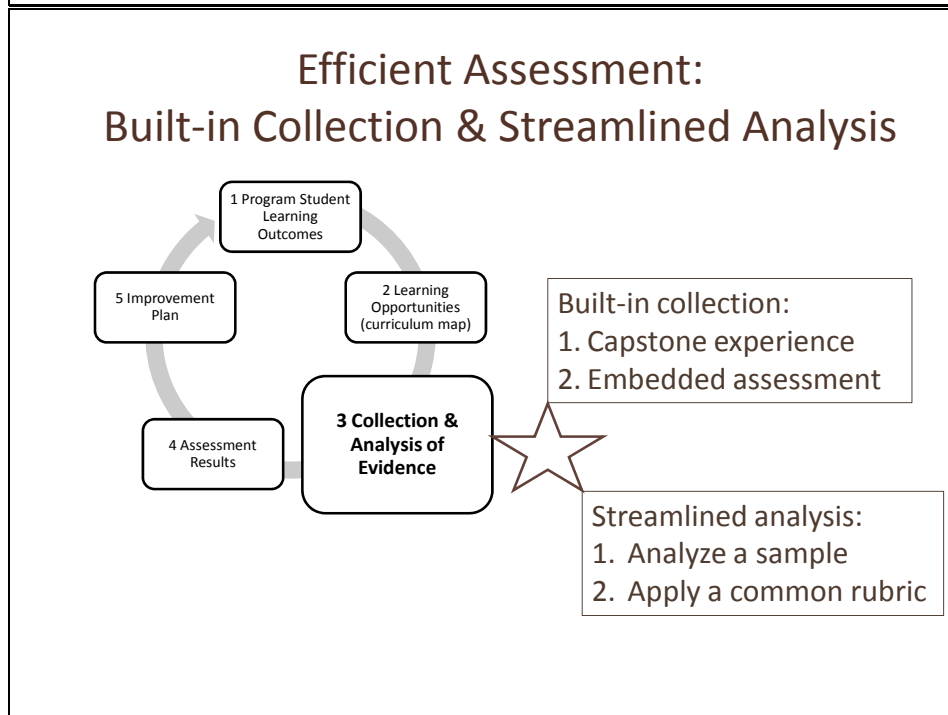 Efficient Assessment:
Built-in Collection & Streamlined Analysis
1 Program Student
Learning
Outcomes
2 Learning
Opportunities
(curriculum map)
3 Collection &
Analysis of
Evidence
4 Assessment
Results
5 Improvement
Plan
Built-in collection:
1. Capstone experience
2. Embedded assessment
Streamlined analysis:
1. Analyze a sample
2. Apply a common rubric